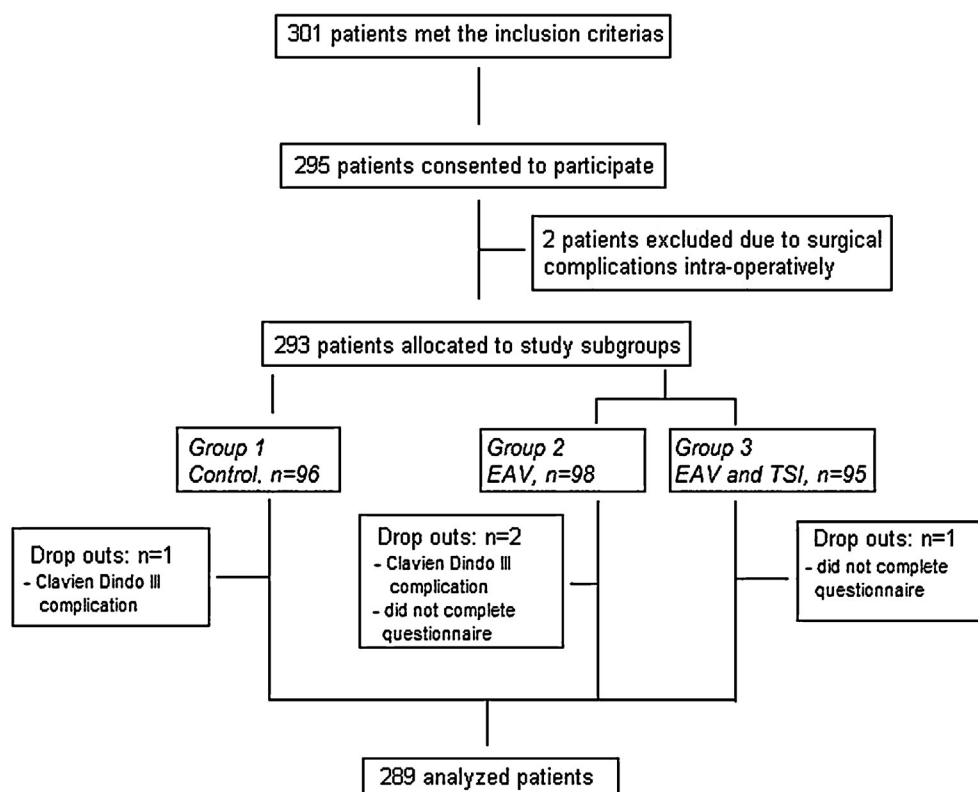 301 patients met the inclusion criterias
295 patients consented to participate
2 patients excluded due to surgical
complications intra-operatively
293 patients allocated to study subgroups
Group 1
Control, n=96
Group 2
EAV, n=98
Group 3
EAV and TSI, n=95
Drop outs: n=1
- Clavien Dindo III
complication
Drop outs: n=2
- Clavien Dindo III
complication
- did not complete
questionnaire
Drop outs: n=1
- did not complete
questionnaire
289 analyzed patients